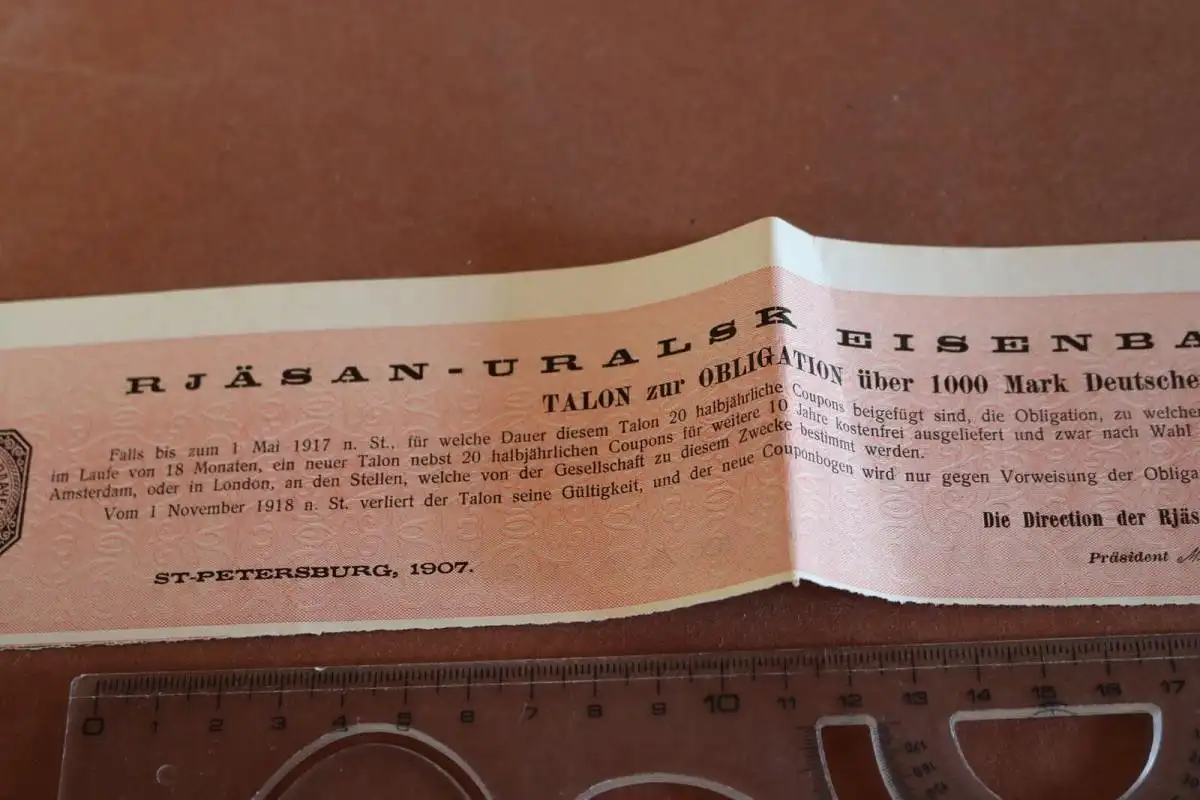 RJÄSAN-URALSK EISENBA
TALON zur OBLIGATION über 1000 Mark Deutsche
Falls bis zum 1 Mai 1917 n. St., für welche Dauer diesem Talon 20 halbjährliche Coupons beigefügt sind, die Obligation, zu welcher
im Laufe von 18 Monaten, ein neuer Talon nebst 20 halbjährlichen Coupons für weitere 10 Jahre kostenfrei ausgeliefert und zwar nach Wahl
Amsterdam, oder in London, an den Stellen, welche von der Gesellschaft zu diesem Zwecke bestimmt werden.
Vom 1 November 1918 n. St. verliert der Talon seine Gültigkeit, und der neue Couponbogen wird nur gegen Vorweisung der Obliga
Die Direction der Rjäs
Präsident
ST-PETERSBURG, 1907.
0 1 2 3 4 5 6 7 8 9 10 11 12 13 14 15 16 17
170
160